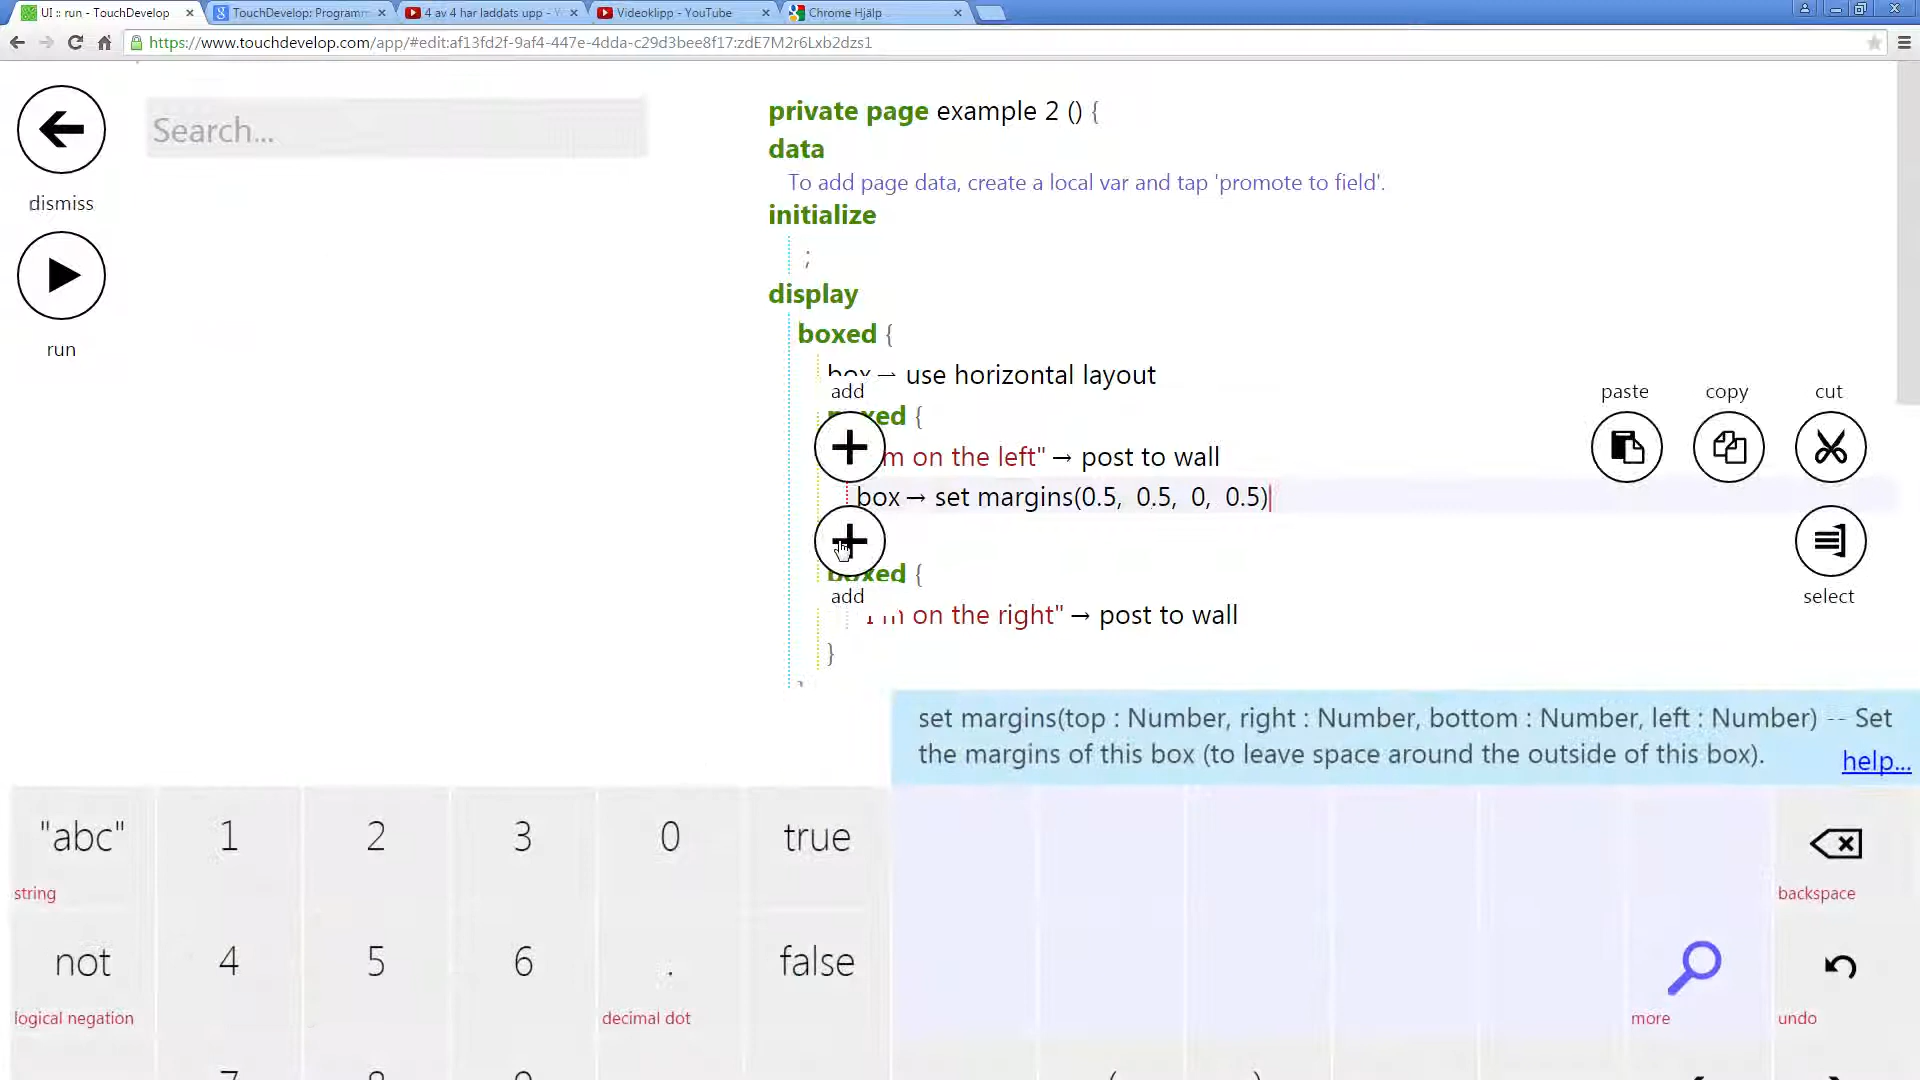 UI :: run - TouchDevelop
TouchDevelop: Programm
4 av 4 har laddats upp - Y
Videoklipp - YouTube
Chrome Hjälp
https://www.touchdevelop.com/app/#edit:af13fd2f-9af4-447e-4dda-c29d3bee8f17:zdE7M2r6Lxb2dzs1
dismiss
Search...
run
private page example 2 () {
data
To add page data, create a local var and tap 'promote to field'.
initialize
;
display
boxed {
box → use horizontal layout
add
boxed {
m on the left" → post to wall
box → set margins(0.5, 0.5, 0, 0.5)
boxed {
add
I'm on the right" → post to wall
}
paste
copy
cut
select
set margins(top : Number, right : Number, bottom : Number, left : Number) -- Set
the margins of this box (to leave space around the outside of this box).
help...
"abc"
string
1
2
3
0
true
backspace
not
logical negation
4
5
6
.
decimal dot
false
more
undo